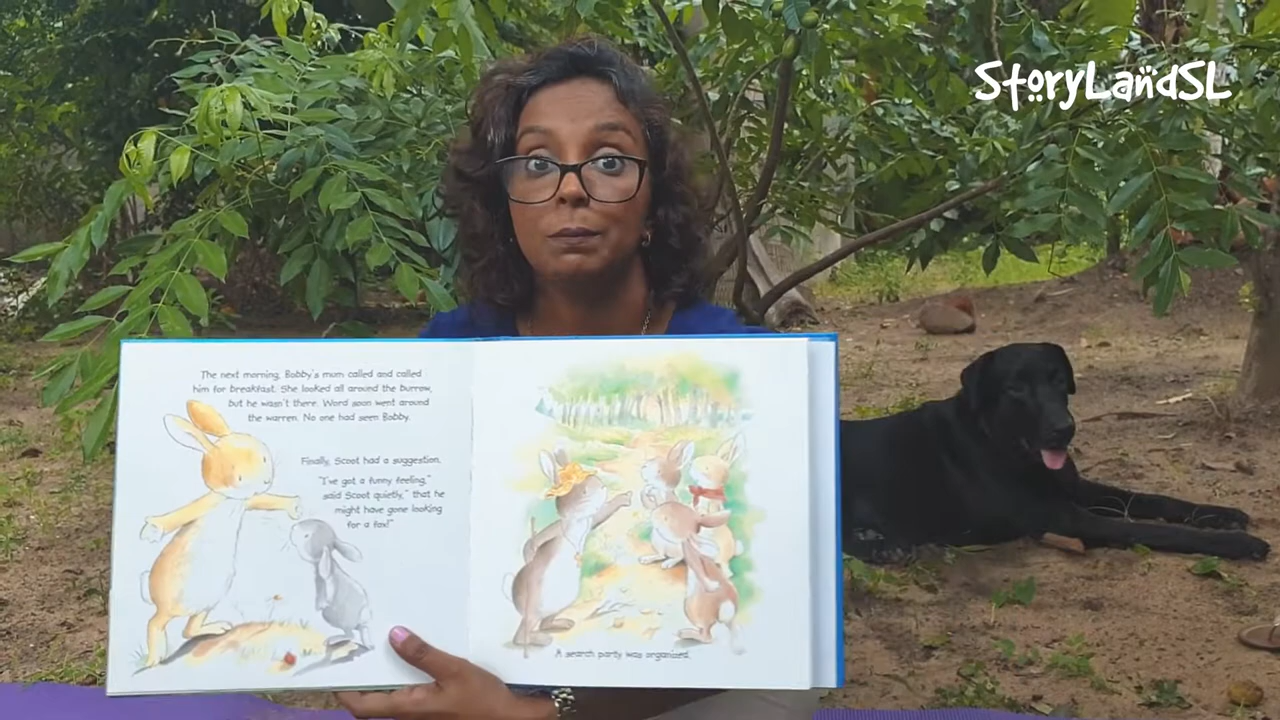 StoryLandSL
The next morning, Bobby's mum called and called
him for breakfast. She looked all around the burrow,
but he wasn't there. Word soon went around
the warren. No one had seen Bobby.
Finally, Scoot had a suggestion.
"I've got a funny feeling,"
said Scoot quietly," that he
might have gone looking
for a fox!"
A search party was organised.